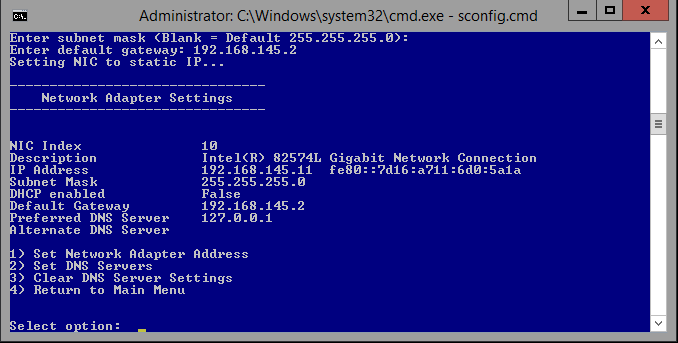 Administrator: C:\Windows\system32\cmd.exe - sconfig.cmd
Enter subnet mask (Blank = Default 255.255.255.0):
Enter default gateway: 192.168.145.2
Setting NIC to static IP...
--------------------------------
Network Adapter Settings
--------------------------------
NIC Index 10
Description Intel(R) 82574L Gigabit Network Connection
IP Address 192.168.145.11 fe80::7d16:a711:6d0:5a1a
Subnet Mask 255.255.255.0
DHCP enabled False
Default Gateway 192.168.145.2
Preferred DNS Server 127.0.0.1
Alternate DNS Server
1) Set Network Adapter Address
2) Set DNS Servers
3) Clear DNS Server Settings
4) Return to Main Menu
Select option: _